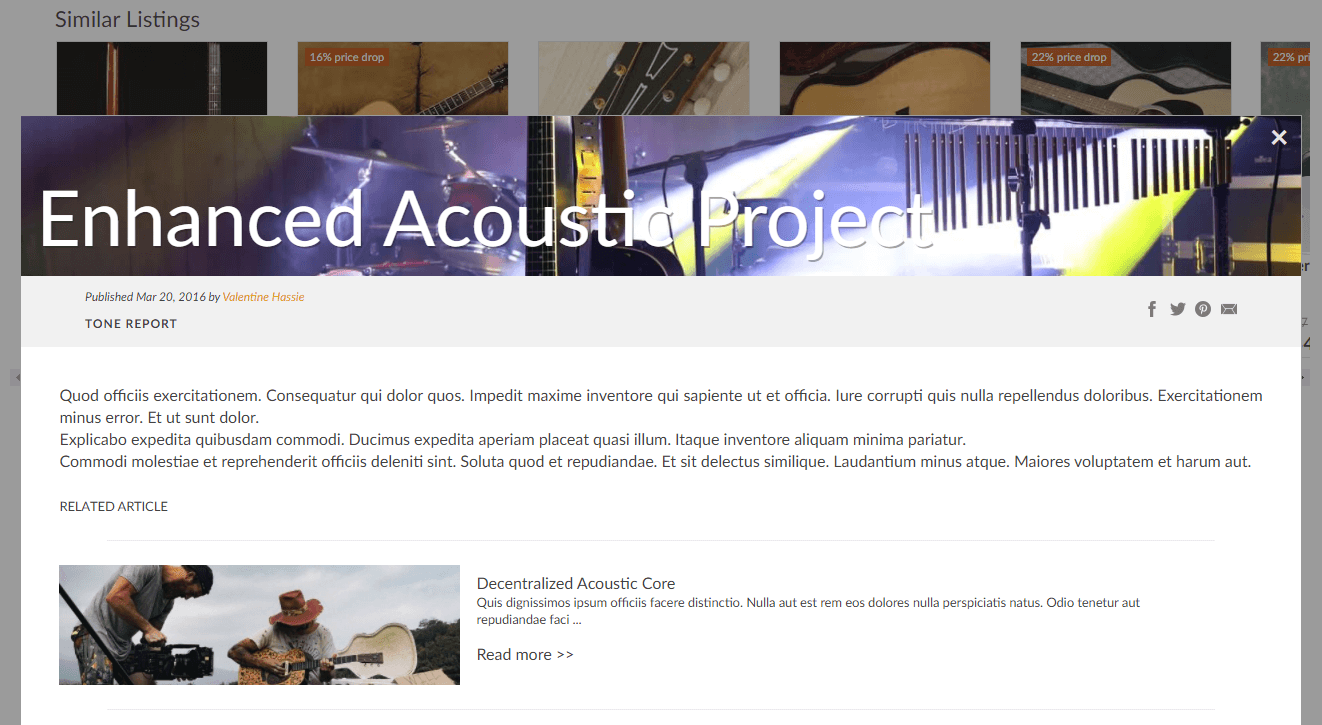 Similar Listings
16% price drop
22% price drop
22% pri
Enhanced Acoustic Project
Published Mar 20, 2016 by Valentine Hassie
TONE REPORT
Quod officiis exercitationem. Consequatur qui dolor quos. Impedit maxime inventore qui sapiente ut et officia. Iure corrupti quis nulla repellendus doloribus. Exercitationem
minus error. Et ut sunt dolor.
Explicabo expedita quibusdam commodi. Ducimus expedita aperiam placeat quasi illum. Itaque inventore aliquam minima pariatur.
Commodi molestiae et reprehenderit officiis deleniti sint. Soluta quod et repudiandae. Et sit delectus similique. Laudantium minus atque. Maiores voluptatem et harum aut.
RELATED ARTICLE
Decentralized Acoustic Core
Quis dignissimos ipsum officiis facere distinctio. Nulla aut est rem eos dolores nulla perspiciatis natus. Odio tenetur aut
repudiandae faci ...
Read more >>